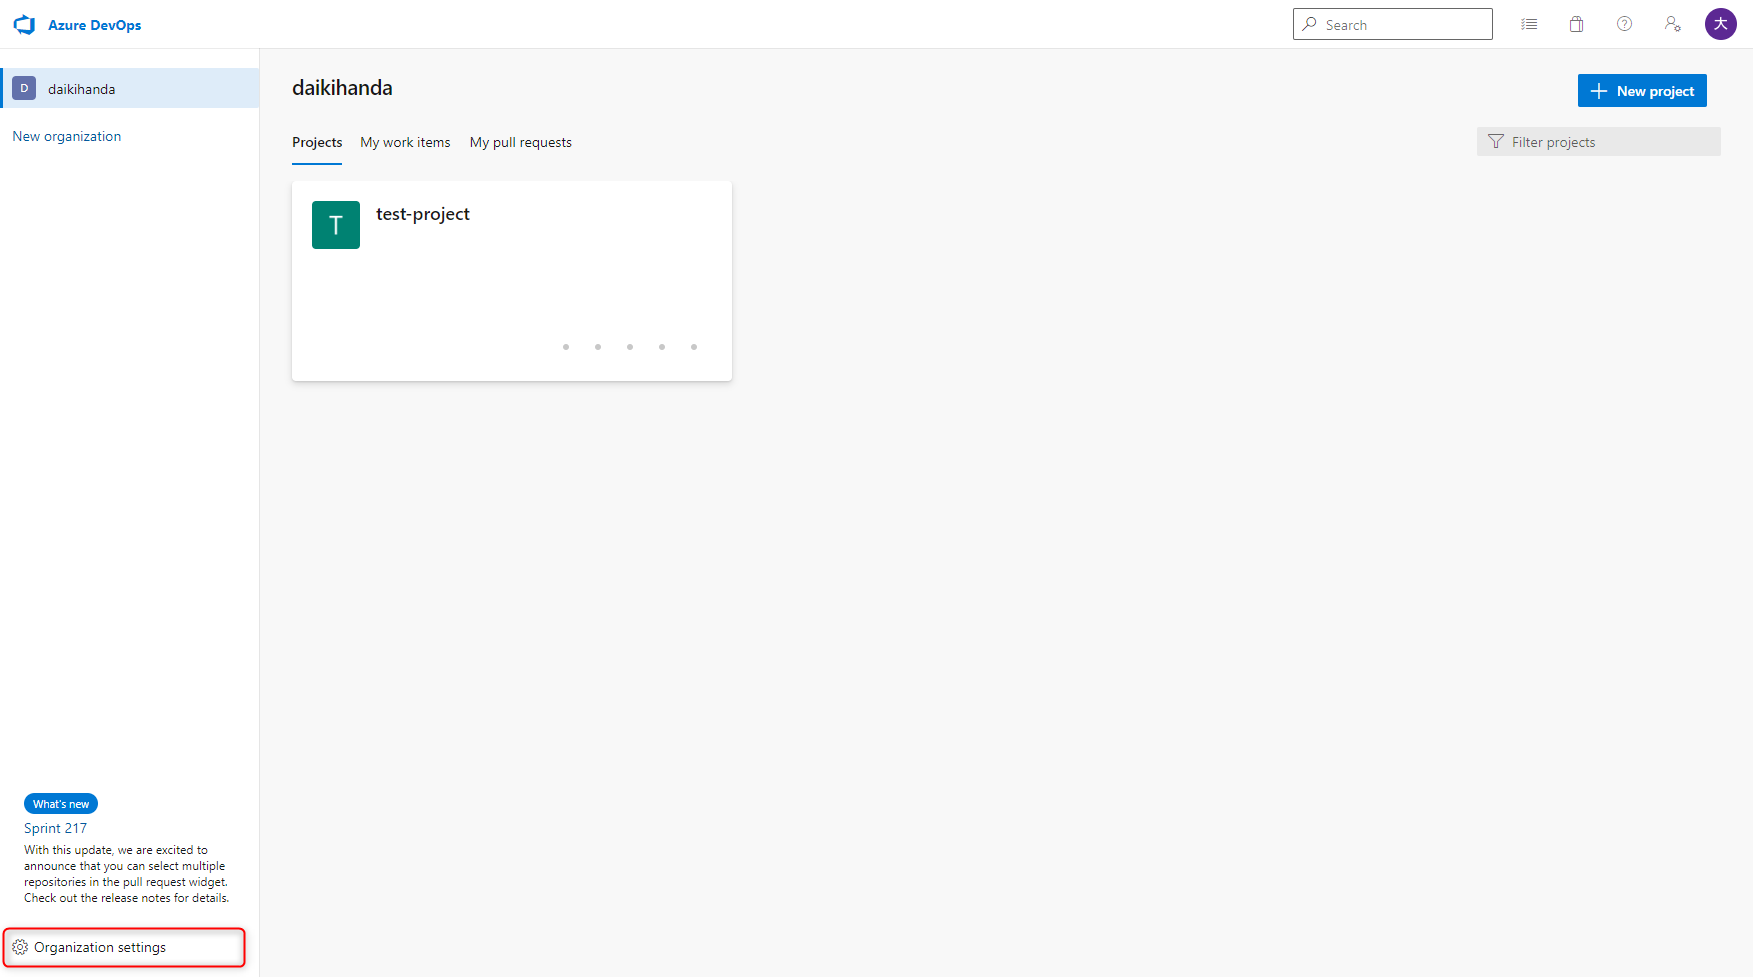 Azure DevOps
Search
大
D
daikihanda
New organization
daikihanda
New project
Projects
My work items
My pull requests
Filter projects
T
test-project
What's new
Sprint 217
With this update, we are excited to
announce that you can select multiple
repositories in the pull request widget.
Check out the release notes for details.
Organization settings